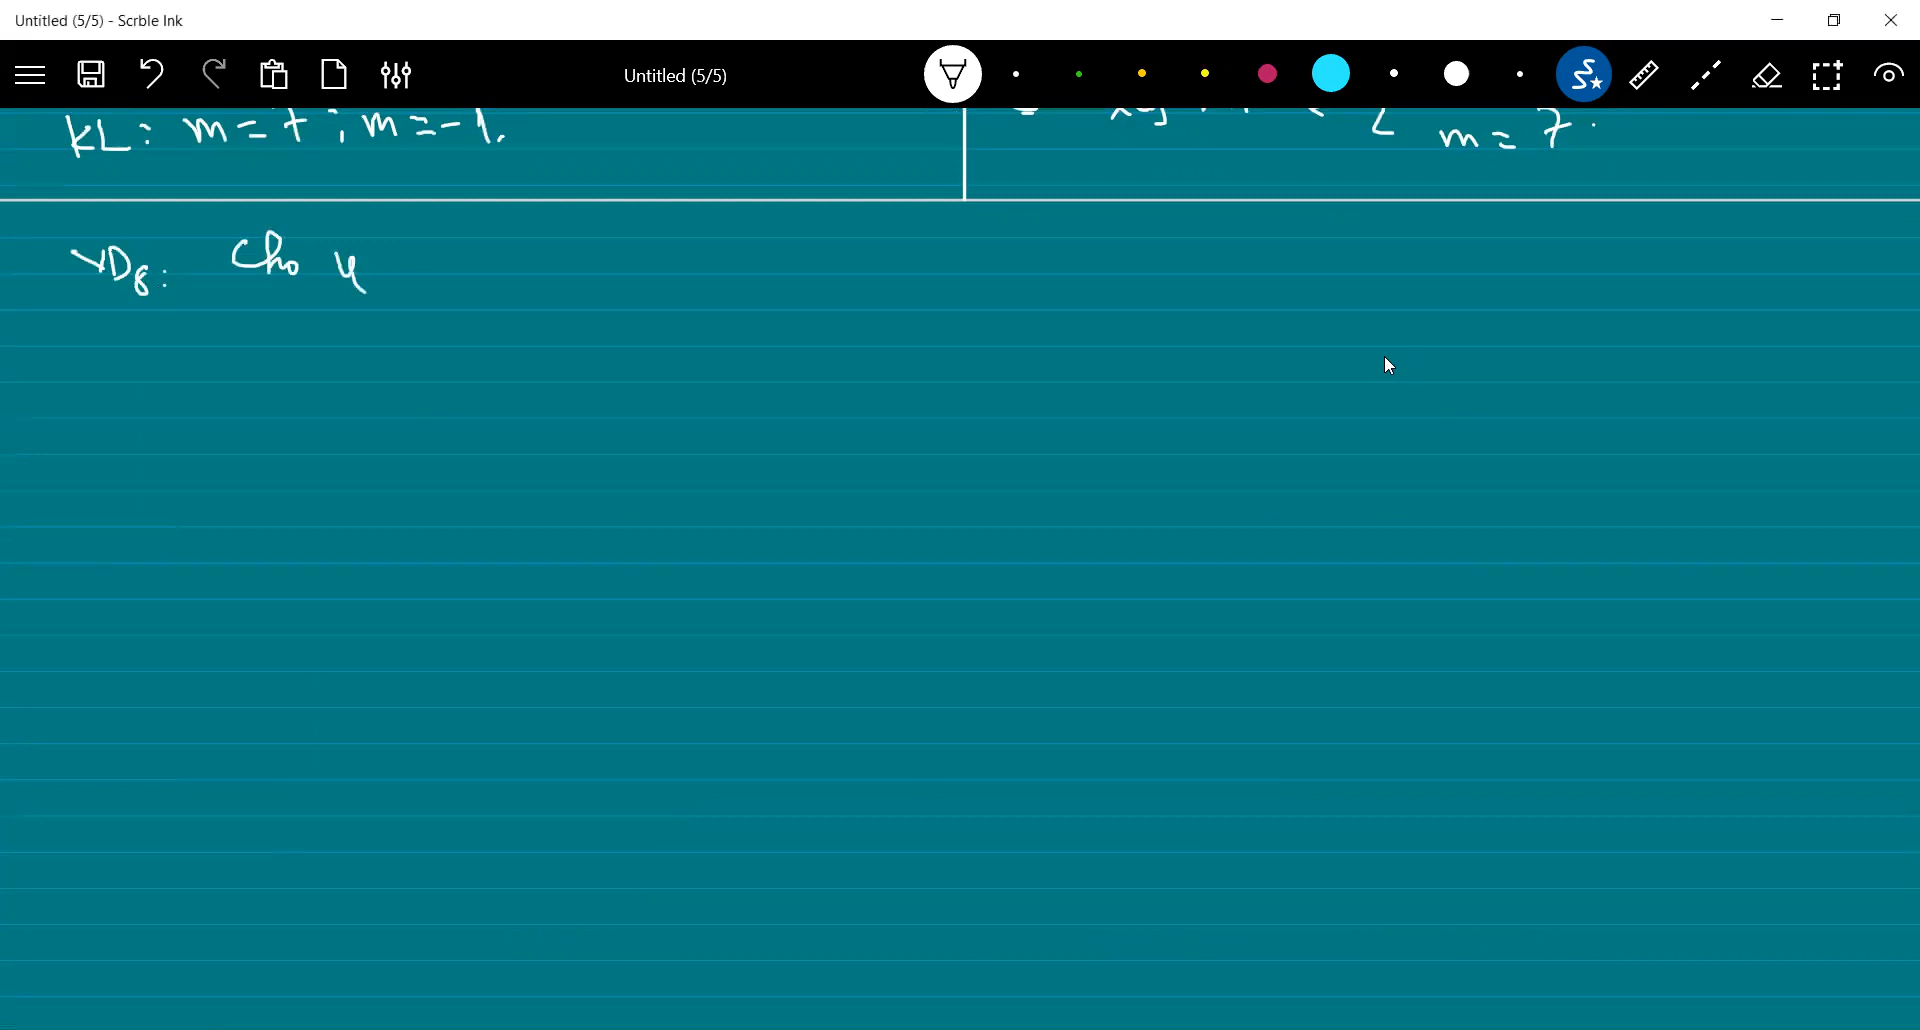 Untitled (5/5) - Scrble Ink
Untitled (5/5)
KL: m = 7 ; m = -1.
m = 7.
VD8: Cho y